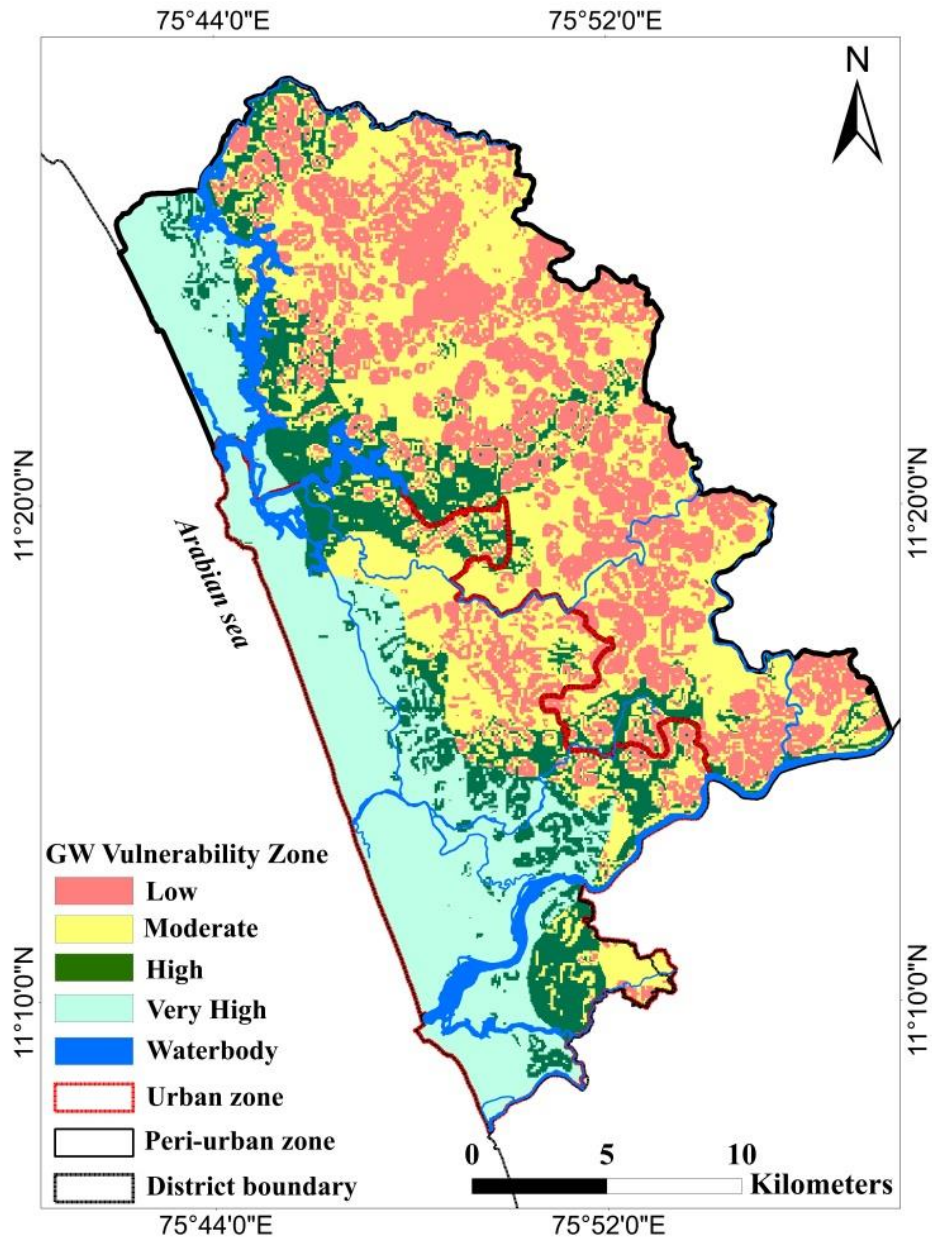 75°44'0"E 75°52'0"E
N
11°20'0"N 11°20'0"N
Arabian sea
GW Vulnerability Zone
Low
Moderate
High
Very High
Waterbody
Urban zone
Peri-urban zone
District boundary
11°10'0"N 11°10'0"N
0 5 10
Kilometers
75°44'0"E 75°52'0"E